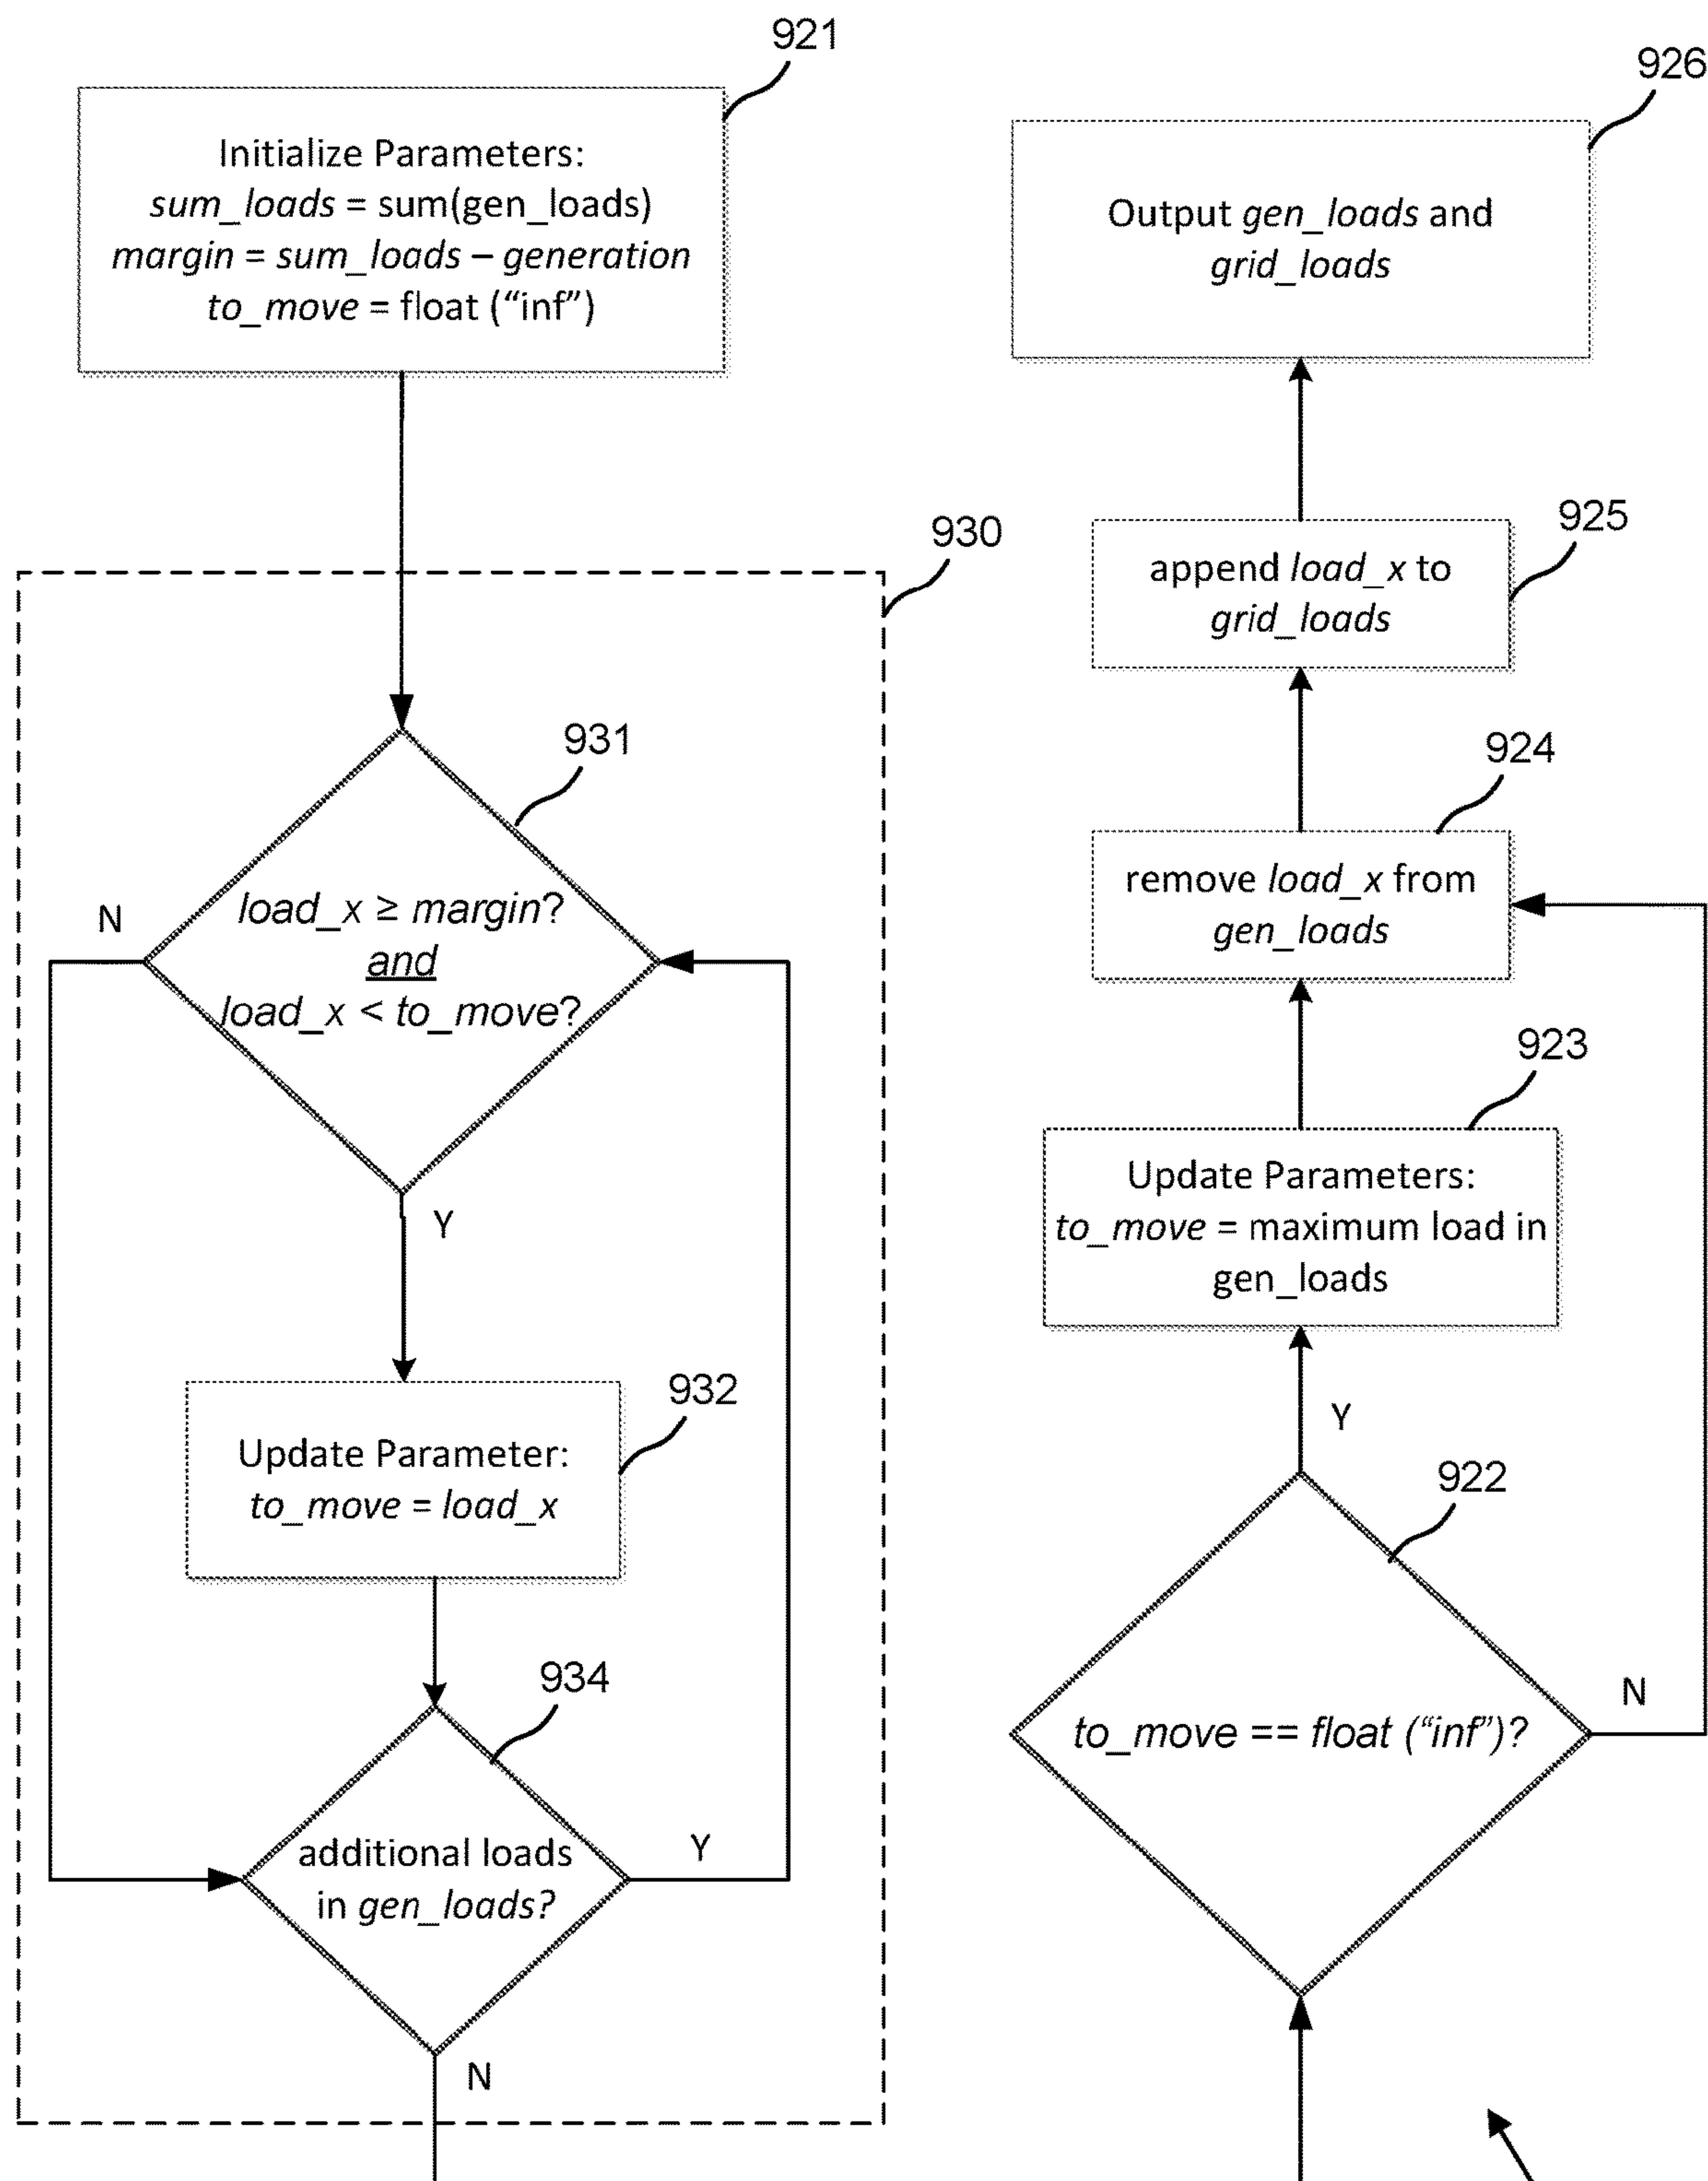 921
Initialize Parameters:
sum_loads = sum(gen_loads)
margin = sum_loads – generation
to_move = float (“inf”)
930
931
load_x ≥ margin?
and
load_x < to_move?
N
Y
932
Update Parameter:
to_move = load_x
934
additional loads
in gen_loads?
Y
N
926
Output gen_loads and
grid_loads
925
append load_x to
grid_loads
924
remove load_x from
gen_loads
923
Update Parameters:
to_move = maximum load in
gen_loads
Y
922
to_move == float (“inf”)?
N